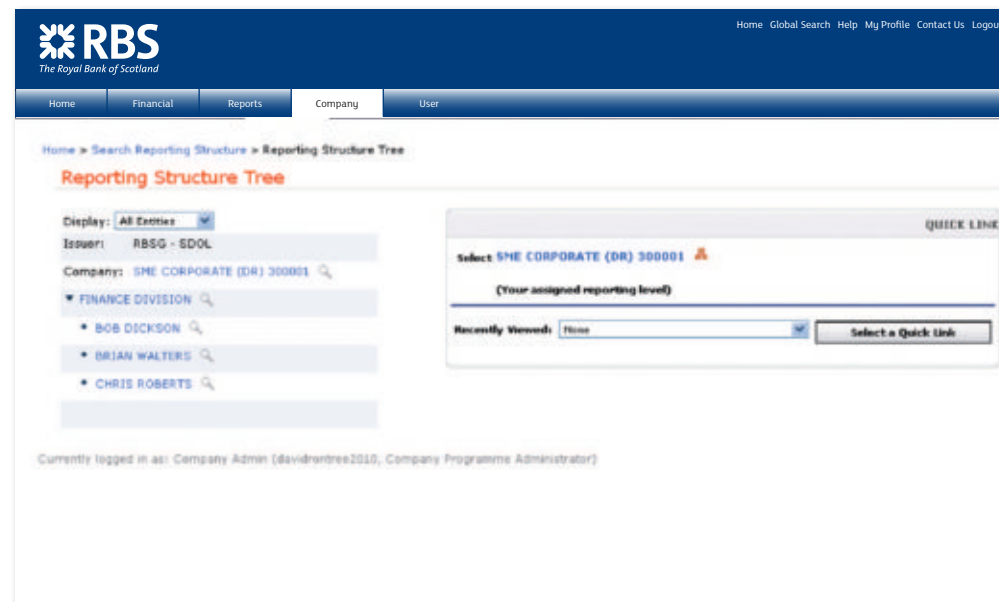 Home Global Search Help My Profile Contact Us Logou
RBS
The Royal Bank of Scotland
Home Financial Reports Company User
Home > Search Reporting Structure > Reporting Structure Tree
Reporting Structure Tree
Display: All Entities
Issuer: RBSG - SDOL
Company: SME CORPORATE (DR) 300001
FINANCE DIVISION
• BOB DICKSON
• BRIAN WALTERS
• CHRIS ROBERTS
QUICK LINK
Select SME CORPORATE (DR) 300001
(Your assigned reporting level)
Recently Viewed: None Select a Quick Link
Currently logged in as: Company Admin (davidrontree2010, Company Programme Administrator)